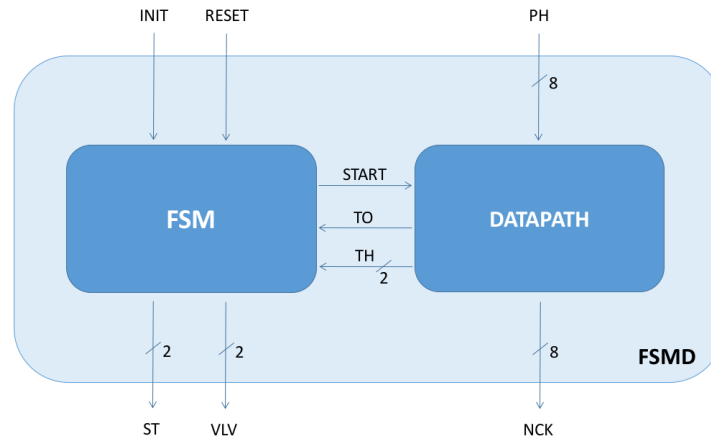 INIT RESET PH
8
START
FSM TO DATAPATH
TH
2
2 2 8
FSMD
ST VLV NCK